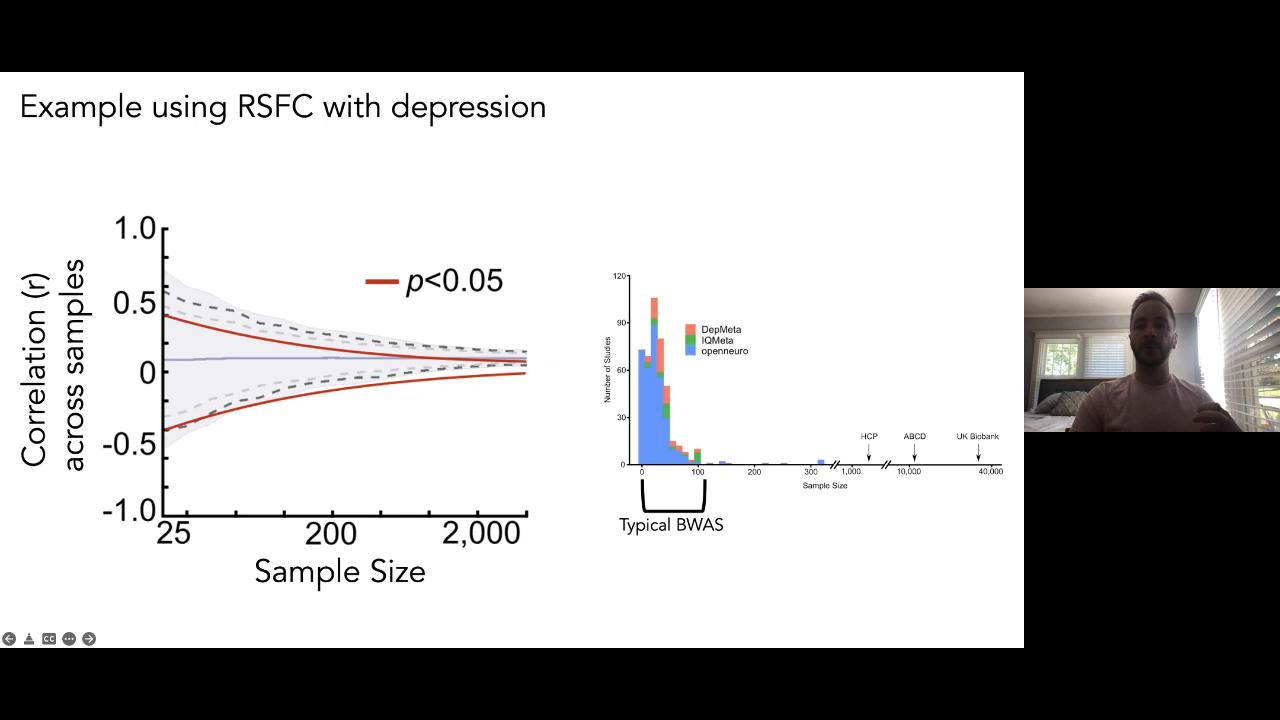 Example using RSFC with depression
Correlation (r)
across samples
1.0
0.5
0
-0.5
-1.0
p<0.05
25
200
2,000
Sample Size
Number of Studies
120
90
60
30
0
DepMeta
IQMeta
openneuro
HCP
ABCD
UK Biobank
0
100
200
300
1,000
10,000
40,000
Sample Size
Typical BWAS
CC